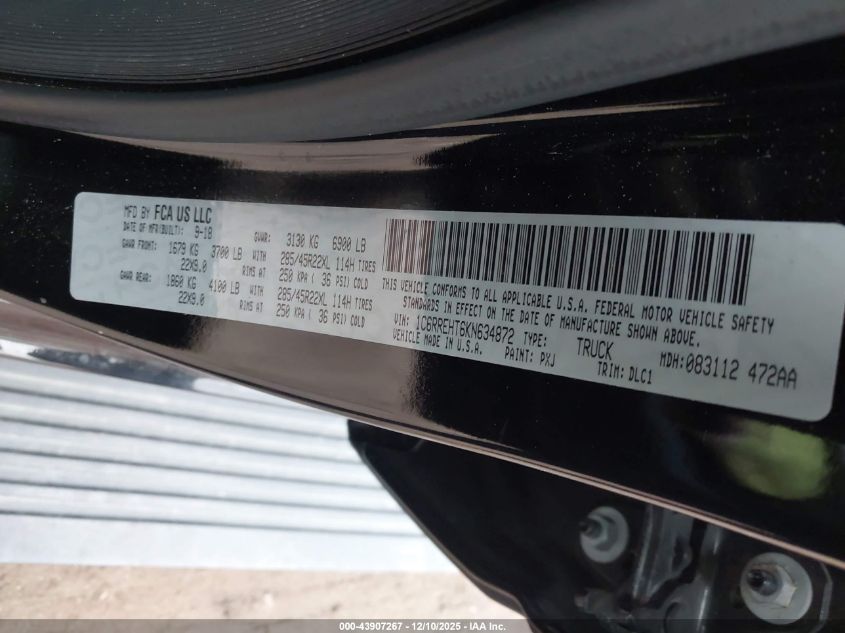 MFD BY FCA US LLC
DATE OF MFR(BUILT): 9-18
GVWR: 3130 KG 6900 LB
GAWR FRONT: 1679 KG 3700 LB WITH 285/45R22XL 114H TIRES
22X9.0 RIMS AT 250 KPA ( 36 PSI) COLD
GAWR REAR: 1860 KG 4100 LB WITH 285/45R22XL 114H TIRES
22X9.0 RIMS AT 250 KPA ( 36 PSI) COLD
THIS VEHICLE CONFORMS TO ALL APPLICABLE U.S.A. FEDERAL MOTOR VEHICLE SAFETY
STANDARDS IN EFFECT ON THE DATE OF MANUFACTURE SHOWN ABOVE.
VIN: 1C6RREHT6KN634872 TYPE: TRUCK MDH:083112 472AA
VEHICLE MADE IN U.S.A. PAINT: PXJ TRIM: DLC1
000-43907267 - 12/10/2025 - IAA Inc.